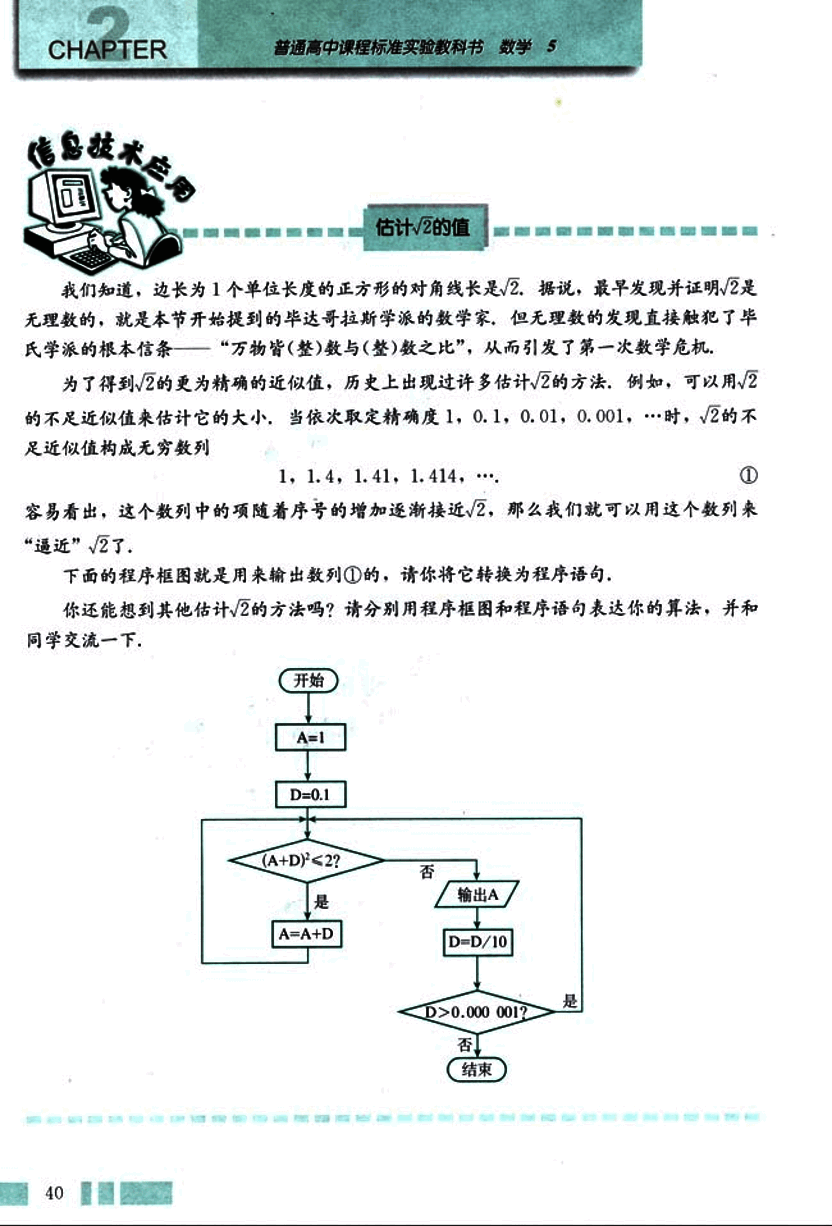 2
CHAPTER
普通高中课程标准实验教科书 数学 5
信息技术应用
估计√2的值
我们知道，边长为1个单位长度的正方形的对角线长是√2．据说，最早发现并证明√2是
无理数的，就是本节开始提到的毕达哥拉斯学派的数学家．但无理数的发现直接触犯了毕
氏学派的根本信条——“万物皆(整)数与(整)数之比”，从而引发了第一次数学危机．
为了得到√2的更为精确的近似值，历史上出现过许多估计√2的方法．例如，可以用√2
的不足近似值来估计它的大小．当依次取定精确度1，0.1，0.01，0.001，…时，√2的不
足近似值构成无穷数列
1，1.4，1.41，1.414，…． ①
容易看出，这个数列中的项随着序号的增加逐渐接近√2，那么我们就可以用这个数列来
“逼近”√2了．
下面的程序框图就是用来输出数列①的，请你将它转换为程序语句．
你还能想到其他估计√2的方法吗？请分别用程序框图和程序语句表达你的算法，并和
同学交流一下．
开始
A=1
D=0.1
(A+D)²≤2?
否
输出A
是
A=A+D
D=D/10
D>0.000 001?
是
否
结束
40